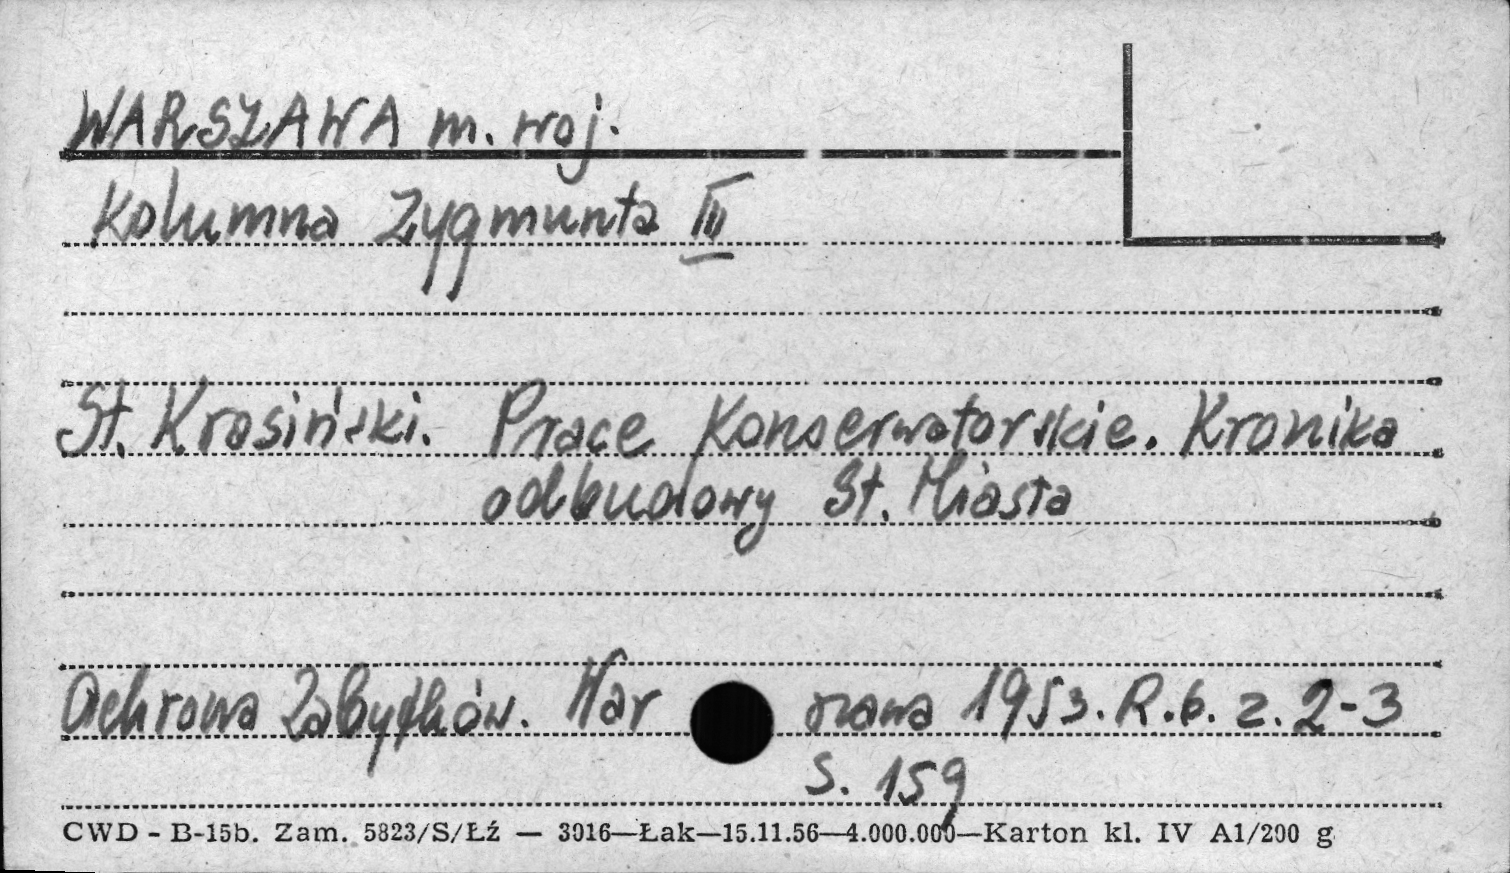 WARSZAWA m. woj.
Kolumna Zygmunta III
St. Krasiński. Prace Konserwatorskie. Kronika
odbudowy St. Miasta
Ochrona Zabytków. War szawa 1953. R.6. z. 2-3
S. 159
CWD - B-15b. Zam. 5823/S/Łź — 3916—Łak—15.11.56—4.000.000—Karton kl. IV A1/200 g